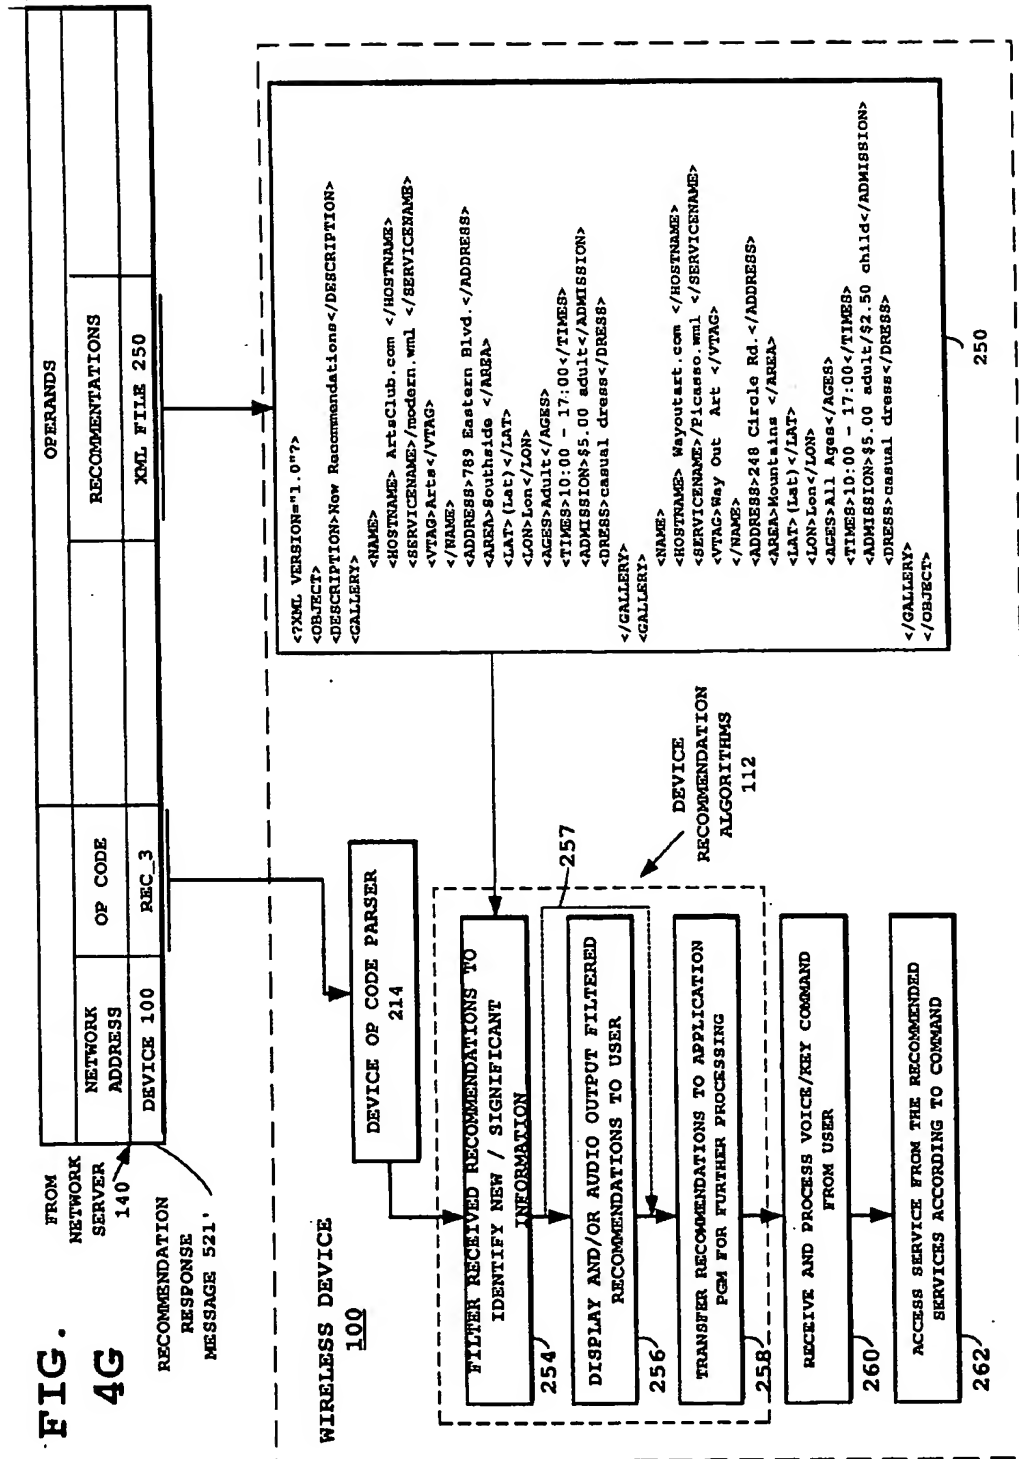 FIG.
4G
FROM
NETWORK
SERVER
140
RECOMMENDATION
RESPONSE
MESSAGE 521'
OPERANDS
NETWORK
ADDRESS
OP CODE
RECOMMENTATIONS
DEVICE 100
REC_3
XML FILE 250
WIRELESS DEVICE
100
DEVICE OP CODE PARSER
214
FILTER RECEIVED RECOMMENDATIONS TO
IDENTIFY NEW / SIGNIFICANT
INFORMATION
254
257
DISPLAY AND/OR AUDIO OUTPUT FILTERED
RECOMMENDATIONS TO USER
256
TRANSFER RECOMMENDATIONS TO APPLICATION
PGM FOR FURTHER PROCESSING
258
RECEIVE AND PROCESS VOICE/KEY COMMAND
FROM USER
260
ACCESS SERVICE FROM THE RECOMMENDED
SERVICES ACCORDING TO COMMAND
262
DEVICE
RECOMMENDATION
ALGORITHMS
112
<?XML VERSION="1.0"?>
<OBJECT>
<DESCRIPTION>New Recommendations</DESCRIPTION>
<GALLERY>
<NAME>
<HOSTNAME> ArtsClub.com </HOSTNAME>
<SERVICENAME>/modern.wml </SERVICENAME>
<VTAG>Arts</VTAG>
</NAME>
<ADDRESS>789 Eastern Blvd.</ADDRESS>
<AREA>Southside </AREA>
<LAT>(Lat)</LAT>
<LON>Lon</LON>
<AGES>Adult</AGES>
<TIMES>10:00 - 17:00</TIMES>
<ADMISSION>$5.00 adult</ADMISSION>
<DRESS>casual dress</DRESS>
</GALLERY>
<GALLERY>
<NAME>
<HOSTNAME> Wayoutart.com </HOSTNAME>
<SERVICENAME>/Picasso.wml </SERVICENAME>
<VTAG>Way Out Art </VTAG>
</NAME>
<ADDRESS>248 Circle Rd.</ADDRESS>
<AREA>Mountains </AREA>
<LAT>(Lat)</LAT>
<LON>Lon</LON>
<AGES>All Ages</AGES>
<TIMES>10:00 - 17:00</TIMES>
<ADMISSION>$5.00 adult/$2.50 child</ADMISSION>
<DRESS>casual dress</DRESS>
</GALLERY>
</OBJECT>
250